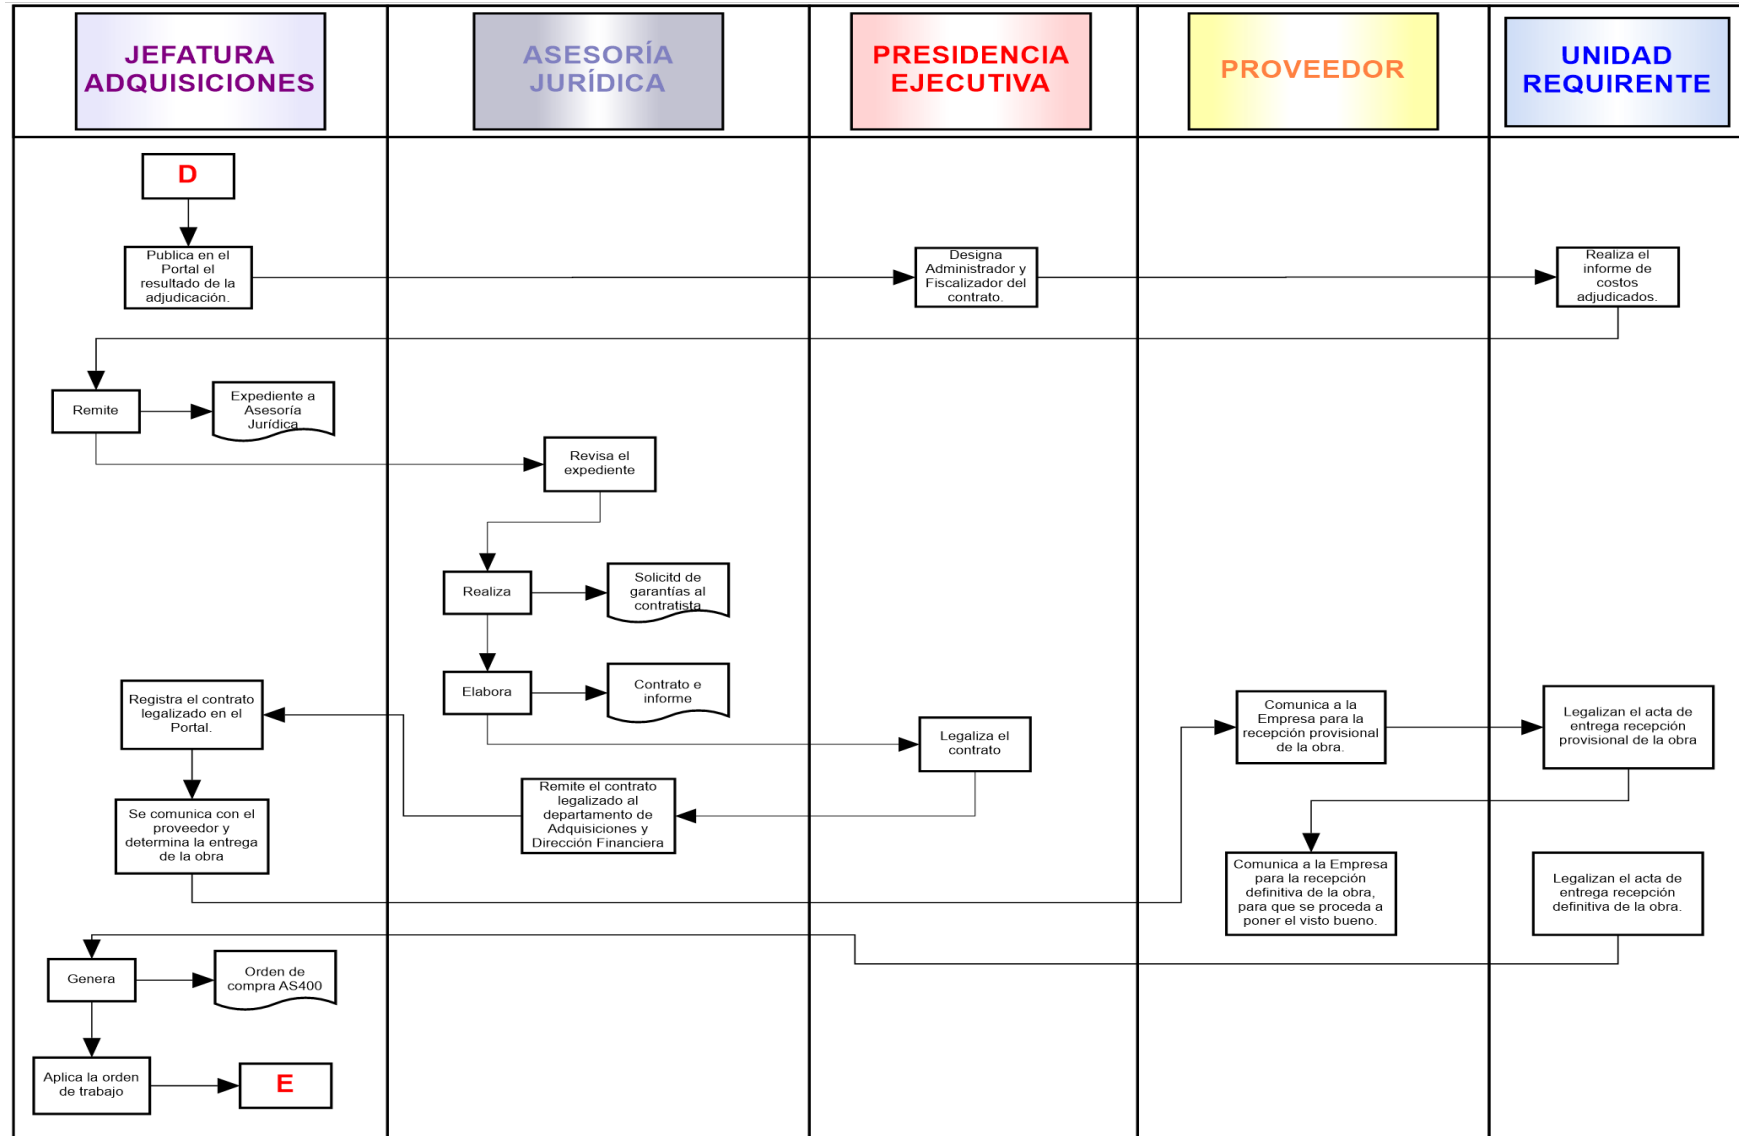 JEFATURA
ADQUISICIONES
ASESORÍA
JURÍDICA
PRESIDENCIA
EJECUTIVA
PROVEEDOR
UNIDAD
REQUIRENTE
D
Publica en el
Portal el
resultado de la
adjudicación.
Designa
Administrador y
Fiscalizador del
contrato.
Realiza el
informe de
costos
adjudicados.
Remite
Expediente a
Asesoría
Jurídica
Revisa el
expediente
Realiza
Solicitd de
garantías al
contratista
Elabora
Contrato e
informe
Registra el contrato
legalizado en el
Portal.
Legaliza el
contrato
Comunica a la
Empresa para la
recepción provisional
de la obra.
Legalizan el acta de
entrega recepción
provisional de la obra
Remite el contrato
legalizado al
departamento de
Adquisiciones y
Dirección Financiera
Se comunica con el
proveedor y
determina la entrega
de la obra
Comunica a la Empresa
para la recepción
definitiva de la obra,
para que se proceda a
poner el visto bueno.
Legalizan el acta de
entrega recepción
definitiva de la obra.
Genera
Orden de
compra AS400
Aplica la orden
de trabajo
E